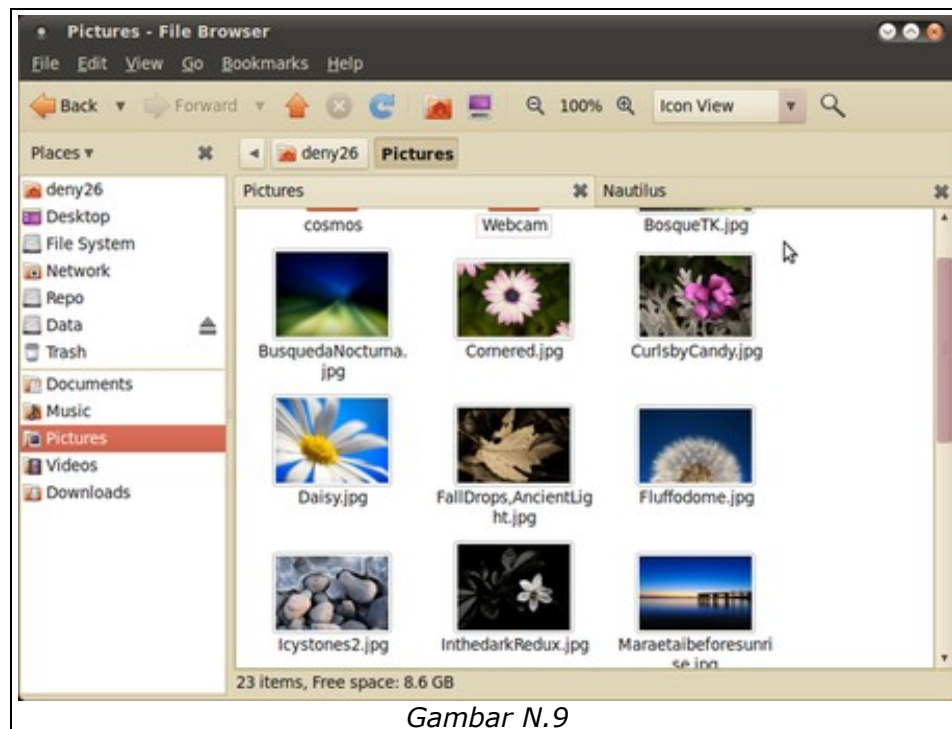 Pictures - File Browser
File Edit View Go Bookmarks Help
Back Forward 100% Icon View
Places deny26 Pictures
Pictures Nautilus
deny26
Desktop
File System
Network
Repo
Data
Trash
Documents
Music
Pictures
Videos
Downloads
cosmos Webcam BosqueTK.jpg
BusquedaNocturna. Cornered.jpg CurlsbyCandy.jpg
jpg
Daisy.jpg FallDrops,AncientLig Fluffodome.jpg
ht.jpg
Icystones2.jpg InthedarkRedux.jpg Maraetaibeforesunri
se.jpg
23 items, Free space: 8.6 GB
Gambar N.9